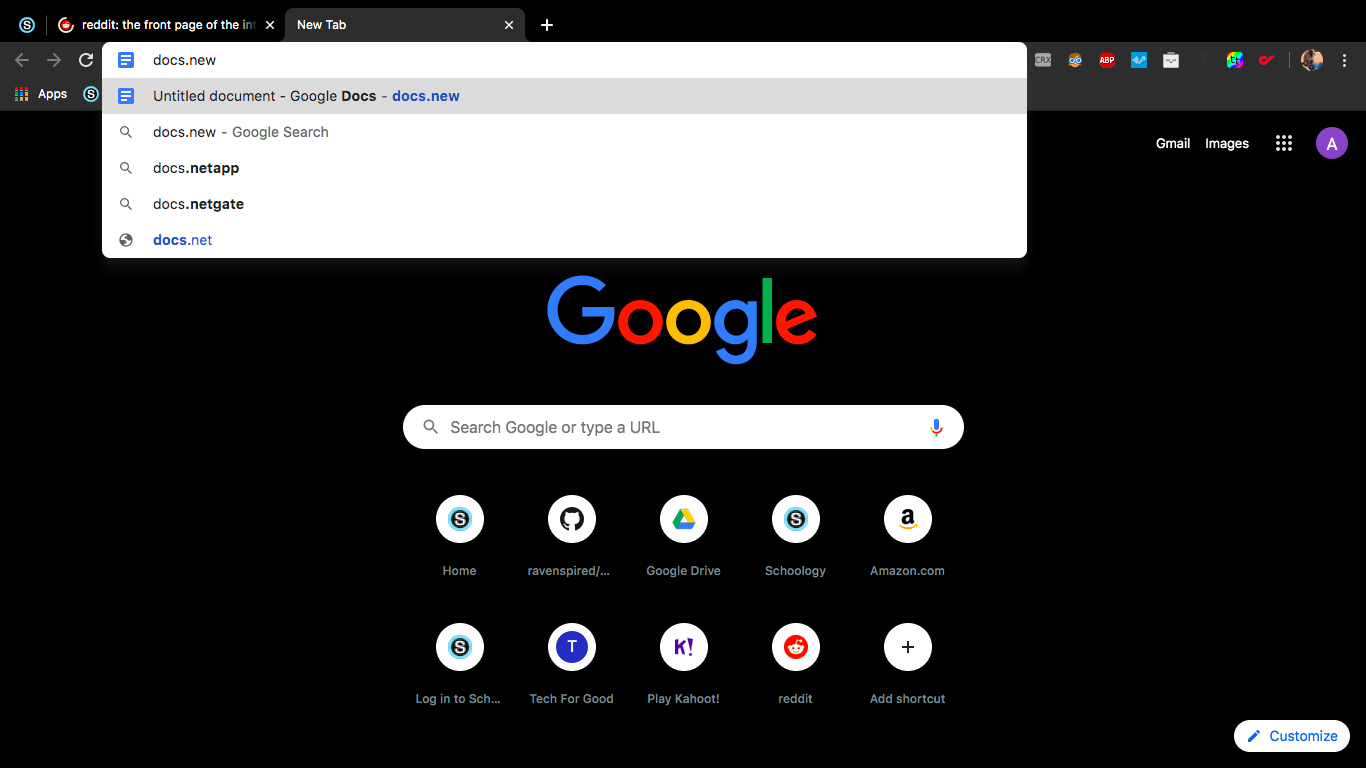 reddit: the front page of the int
New Tab
docs.new
CRX
ABP
Apps
Untitled document - Google Docs - docs.new
docs.new - Google Search
docs.netapp
docs.netgate
docs.net
Gmail
Images
A
Google
Search Google or type a URL
Home
ravenspired/...
Google Drive
Schoology
Amazon.com
T
K!
Log in to Sch...
Tech For Good
Play Kahoot!
reddit
Add shortcut
Customize